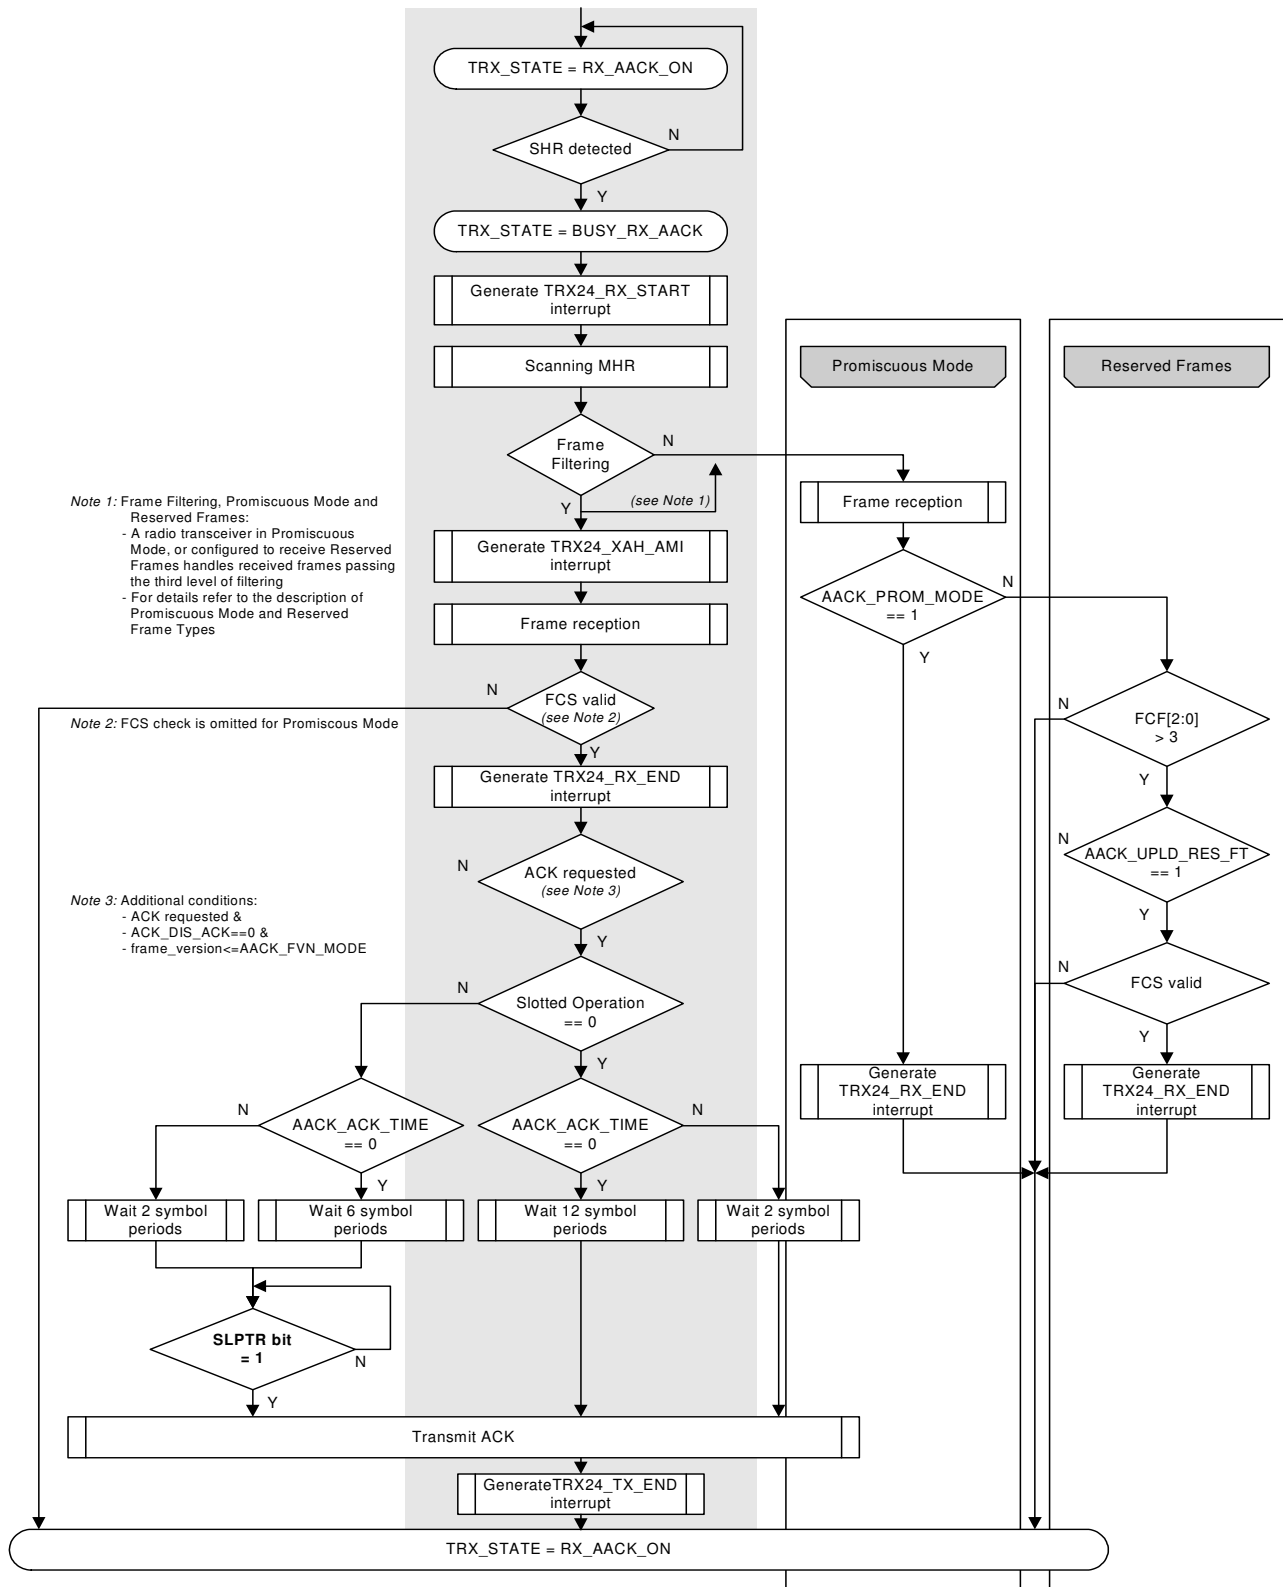 TRX_STATE = RX_AACK_ON
N
SHR detected
Y
TRX_STATE = BUSY_RX_AACK
Generate TRX24_RX_START
interrupt
Scanning MHR
Promiscuous Mode
Reserved Frames
Frame
Filtering
N
(see Note 1)
Y
Note 1: Frame Filtering, Promiscuous Mode and
Reserved Frames:
- A radio transceiver in Promiscuous
Mode, or configured to receive Reserved
Frames handles received frames passing
the third level of filtering
- For details refer to the description of
Promiscuous Mode and Reserved
Frame Types
Frame reception
Generate TRX24_XAH_AMI
interrupt
AACK_PROM_MODE
== 1
N
Y
Frame reception
N
FCS valid
(see Note 2)
Y
Note 2: FCS check is omitted for Promiscous Mode
N
FCF[2:0]
> 3
Y
Generate TRX24_RX_END
interrupt
N
ACK requested
(see Note 3)
Y
N
AACK_UPLD_RES_FT
== 1
Y
Note 3: Additional conditions:
- ACK requested &
- ACK_DIS_ACK==0 &
- frame_version<=AACK_FVN_MODE
N
Slotted Operation
== 0
Y
N
FCS valid
Y
Generate
TRX24_RX_END
interrupt
Generate
TRX24_RX_END
interrupt
N
AACK_ACK_TIME
== 0
Y
AACK_ACK_TIME
== 0
N
Y
Wait 2 symbol
periods
Wait 6 symbol
periods
Wait 12 symbol
periods
Wait 2 symbol
periods
SLPTR bit
= 1
N
Y
Transmit ACK
GenerateTRX24_TX_END
interrupt
TRX_STATE = RX_AACK_ON